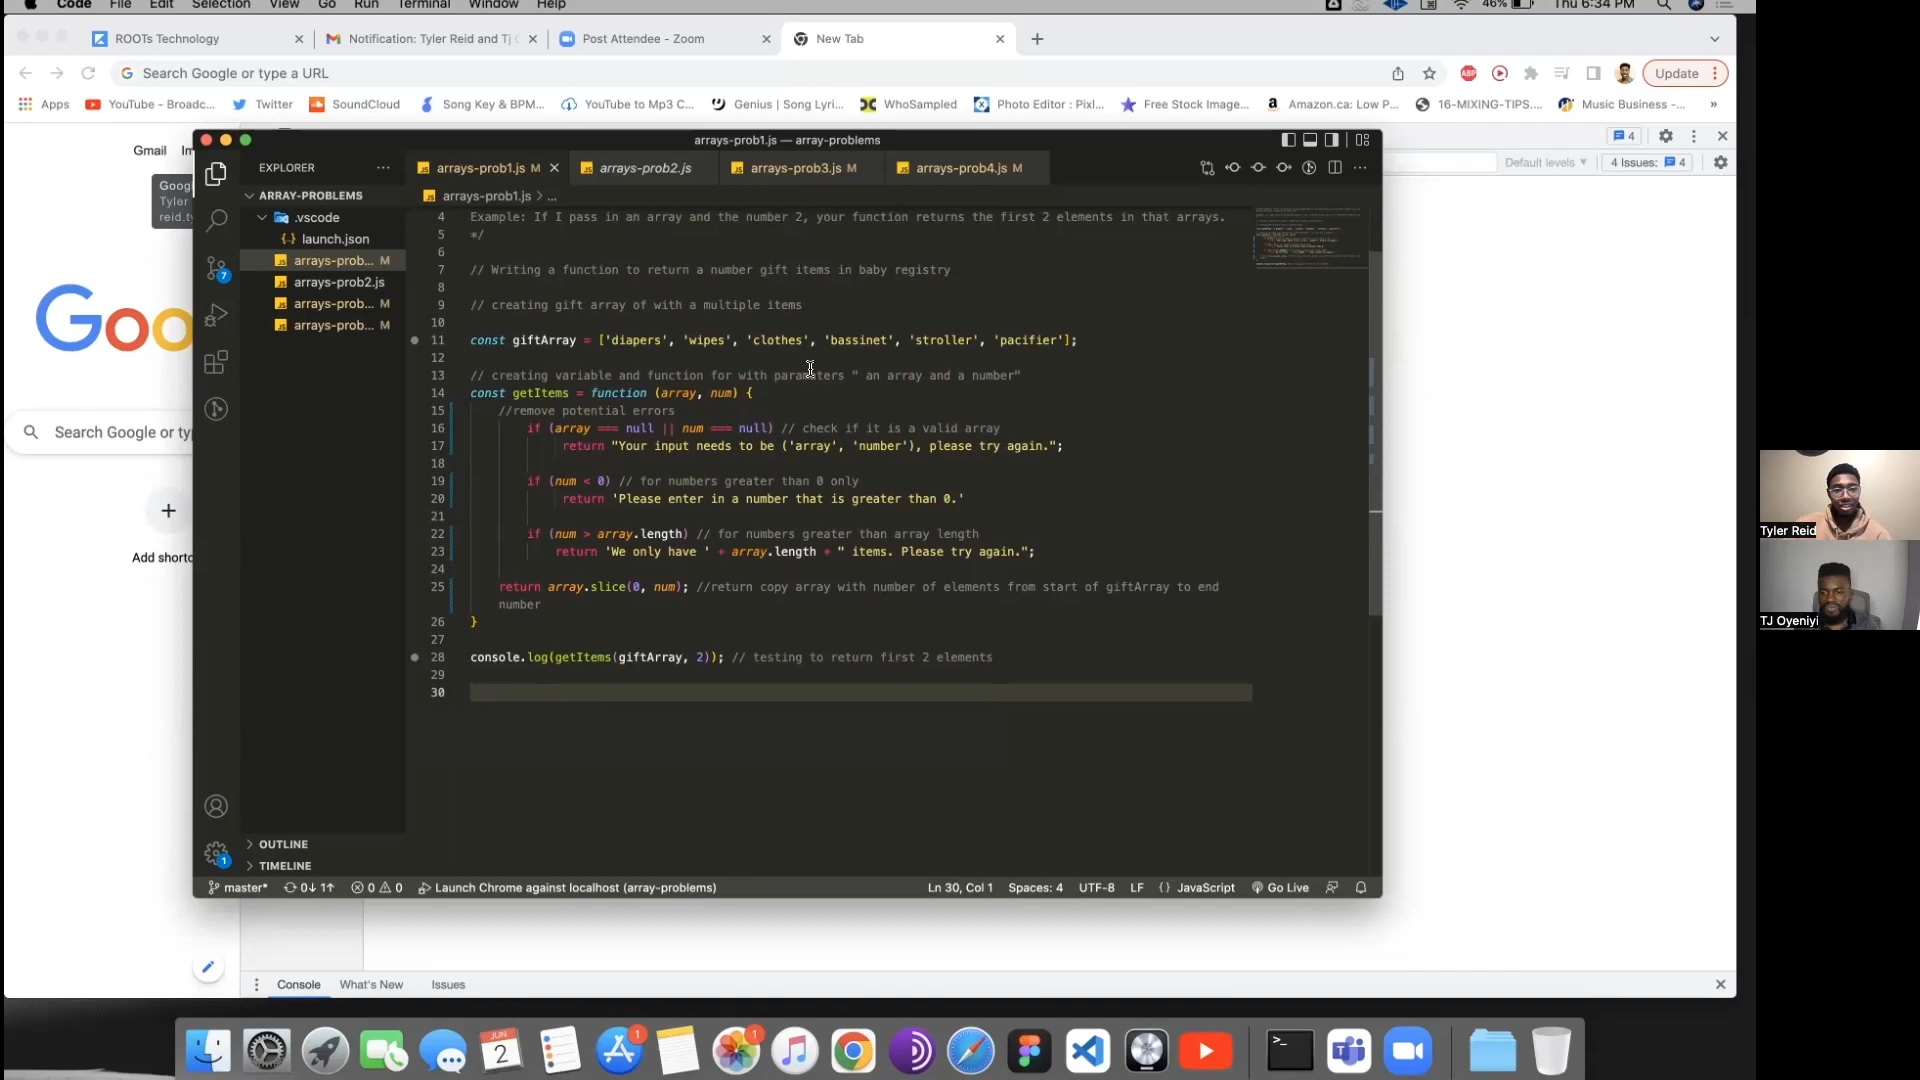 Code File Edit Selection View Go Run Terminal Window Help
46% Thu 6:34 PM
ROOTs Technology
Notification: Tyler Reid and Tj
Post Attendee - Zoom
New Tab
Search Google or type a URL
Update
Apps
YouTube - Broadc...
Twitter
SoundCloud
Song Key & BPM...
YouTube to Mp3 C...
Genius | Song Lyri...
WhoSampled
Photo Editor : Pixl...
Free Stock Image...
Amazon.ca: Low P...
16-MIXING-TIPS....
Music Business -...
»
Gmail
Goo
Search Google or ty
Add shortc
4
Default levels
4 Issues: 4
arrays-prob1.js — array-problems
EXPLORER
arrays-prob1.js M
arrays-prob2.js
arrays-prob3.js M
arrays-prob4.js M
ARRAY-PROBLEMS
.vscode
launch.json
arrays-prob... M
arrays-prob2.js
arrays-prob... M
arrays-prob... M
7
1
OUTLINE
TIMELINE
arrays-prob1.js > ...
4 Example: If I pass in an array and the number 2, your function returns the first 2 elements in that arrays.
5 */
6
7 // Writing a function to return a number gift items in baby registry
8
9 // creating gift array of with a multiple items
10
11 const giftArray = ['diapers', 'wipes', 'clothes', 'bassinet', 'stroller', 'pacifier'];
12
13 // creating variable and function for with parameters " an array and a number"
14 const getItems = function (array, num) {
15 //remove potential errors
16 if (array === null || num === null) // check if it is a valid array
17 return "Your input needs to be ('array', 'number'), please try again.";
18
19 if (num < 0) // for numbers greater than 0 only
20 return 'Please enter in a number that is greater than 0.'
21
22 if (num > array.length) // for numbers greater than array length
23 return 'We only have ' + array.length + " items. Please try again.";
24
25 return array.slice(0, num); //return copy array with number of elements from start of giftArray to end
number
26 }
27
28 console.log(getItems(giftArray, 2)); // testing to return first 2 elements
29
30
master*
0↓ 1↑
0 0
Launch Chrome against localhost (array-problems)
Ln 30, Col 1
Spaces: 4
UTF-8
LF
{} JavaScript
Go Live
Console
What's New
Issues
Tyler Reid
TJ Oyeniyi
JUN
2
1
1